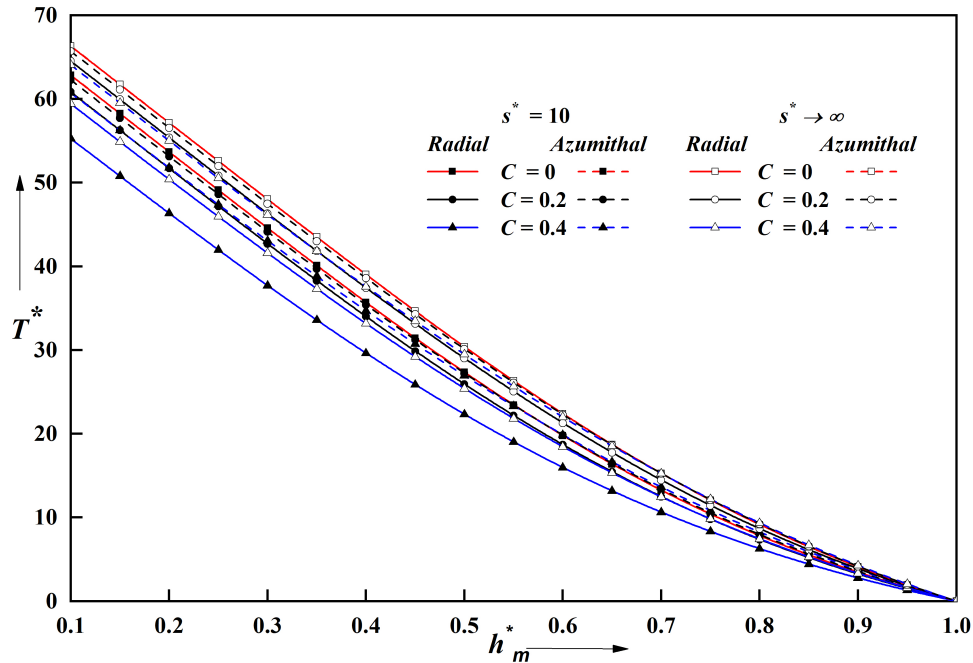 70
60
50
40
30
20
10
0
T*
s* = 10
s* → ∞
Radial Azumithal Radial Azumithal
C = 0 C = 0
C = 0.2 C = 0.2
C = 0.4 C = 0.4
0.1 0.2 0.3 0.4 0.5 0.6 0.7 0.8 0.9 1.0
h*m